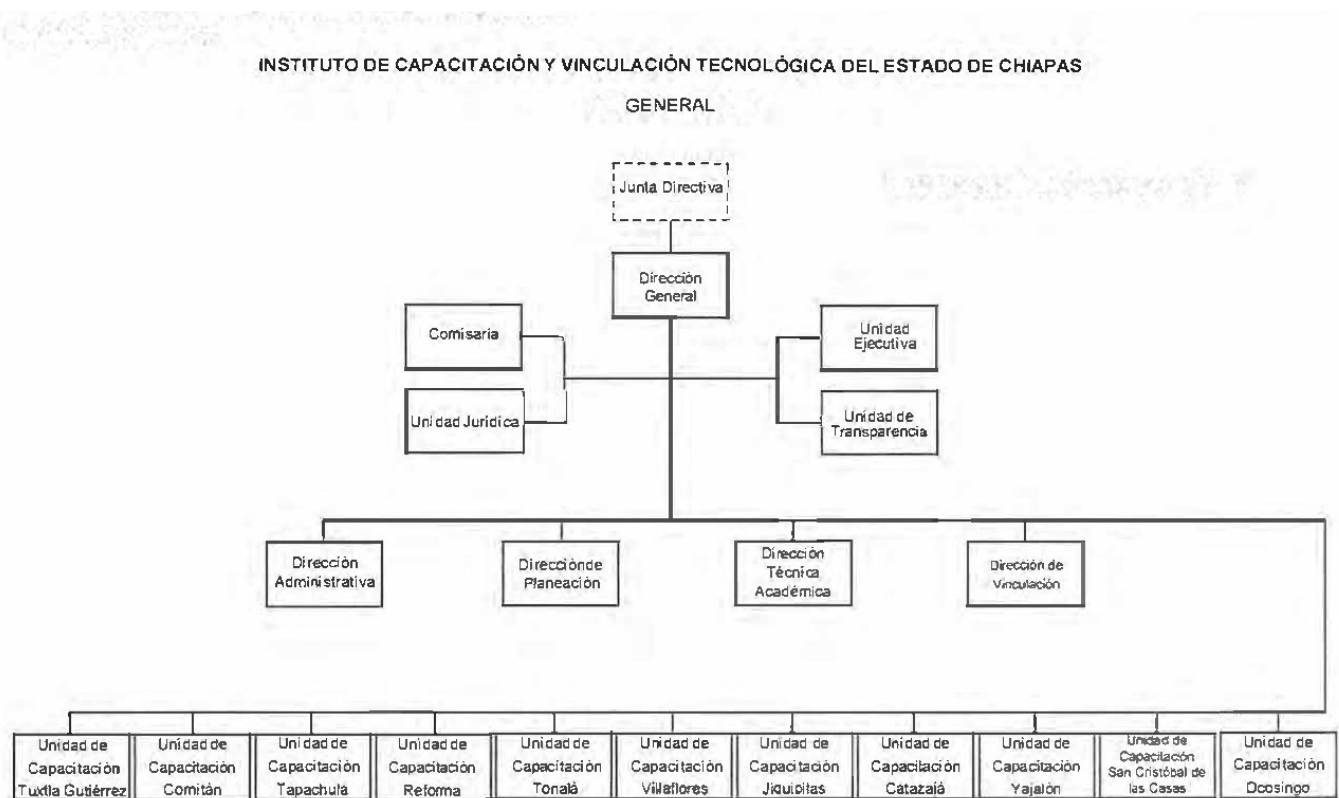 INSTITUTO DE CAPACITACIÓN Y VINCULACIÓN TECNOLÓGICA DEL ESTADO DE CHIAPAS
GENERAL
Junta Directiva
Dirección
General
Comisaría
Unidad
Ejecutiva
Unidad Jurídica
Unidad de
Transparencia
Dirección
Administrativa
Dirección de
Planeación
Dirección
Técnica
Académica
Dirección de
Vinculación
Unidad de
Capacitación
Tuxtla Gutiérrez
Unidad de
Capacitación
Comitán
Unidad de
Capacitación
Tapachula
Unidad de
Capacitación
Reforma
Unidad de
Capacitación
Tonalá
Unidad de
Capacitación
Villaflores
Unidad de
Capacitación
Jiquipilas
Unidad de
Capacitación
Catazajá
Unidad de
Capacitación
Yajalón
Unidad de
Capacitación
San Cristóbal de
las Casas
Unidad de
Capacitación
Ocosingo